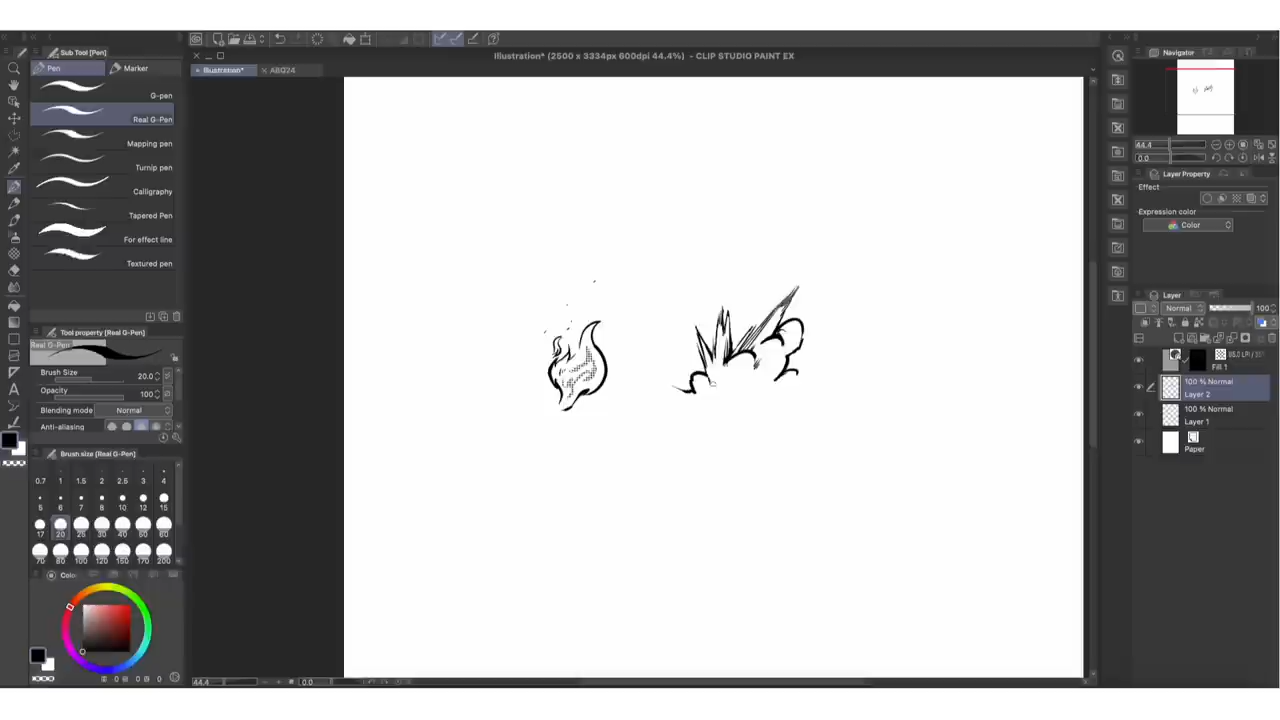 Sub Tool [Pen]
Pen
Marker
G-pen
Real G-Pen
Mapping pen
Turnip pen
Calligraphy
Tapered Pen
For effect line
Textured pen
Tool property [Real G-Pen]
Real G-Pen
Brush Size 20.0
Opacity 100
Blending mode Normal
Anti-aliasing
Brush size [Real G-Pen]
0.7 1 1.5 2 2.5 3 4
5 6 7 8 10 12 15
17 20 25 30 40 50 60
70 80 100 120 150 170 200
Illustration* (2500 x 3334px 600dpi 44.4%) - CLIP STUDIO PAINT EX
Illustration*
44.4
0.0
Navigator
44.4
0.0
Layer Property
Effect
Expression color
Color
Layer
Normal 100
Fill 1
100 % Normal
Layer 2
100 % Normal
Layer 1
Paper